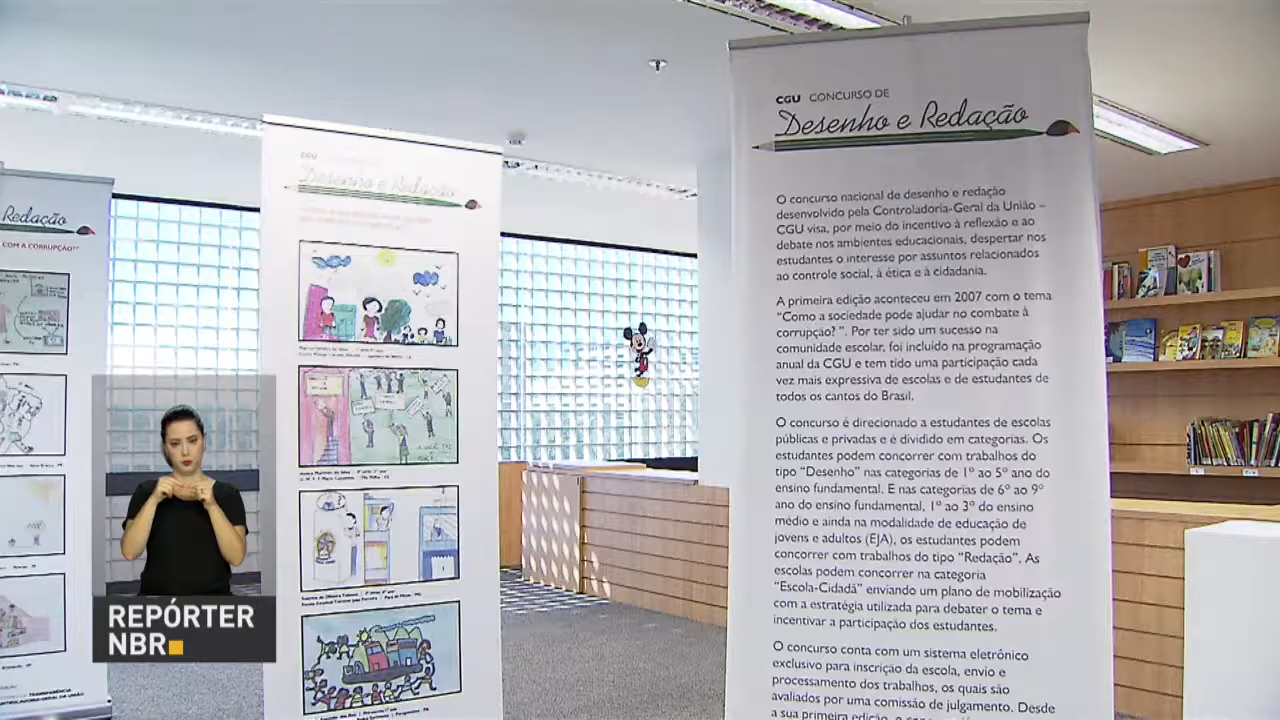 Redação
COM A CORRUPÇÃO?"
CGU
Desenho e Redação
CGU CONCURSO DE
Desenho e Redação
O concurso nacional de desenho e redação
desenvolvido pela Controladoria-Geral da União –
CGU visa, por meio do incentivo à reflexão e ao
debate nos ambientes educacionais, despertar nos
estudantes o interesse por assuntos relacionados
ao controle social, à ética e à cidadania.
A primeira edição aconteceu em 2007 com o tema
"Como a sociedade pode ajudar no combate à
corrupção? ". Por ter sido um sucesso na
comunidade escolar, foi incluído na programação
anual da CGU e tem tido uma participação cada
vez mais expressiva de escolas e de estudantes de
todos os cantos do Brasil.
O concurso é direcionado a estudantes de escolas
públicas e privadas e é dividido em categorias. Os
estudantes podem concorrer com trabalhos do
tipo "Desenho" nas categorias de 1º ao 5º ano do
ensino fundamental. E nas categorias de 6º ao 9º
ano do ensino fundamental, 1º ao 3º do ensino
médio e ainda na modalidade de educação de
jovens e adultos (EJA), os estudantes podem
concorrer com trabalhos do tipo "Redação". As
escolas podem concorrer na categoria
"Escola-Cidadã" enviando um plano de mobilização
com a estratégia utilizada para debater o tema e
incentivar a participação dos estudantes.
O concurso conta com um sistema eletrônico
exclusivo para inscrição da escola, envio e
processamento dos trabalhos, os quais são
avaliados por uma comissão de julgamento. Desde
a sua primeira edição, o
REPÓRTER
NBR